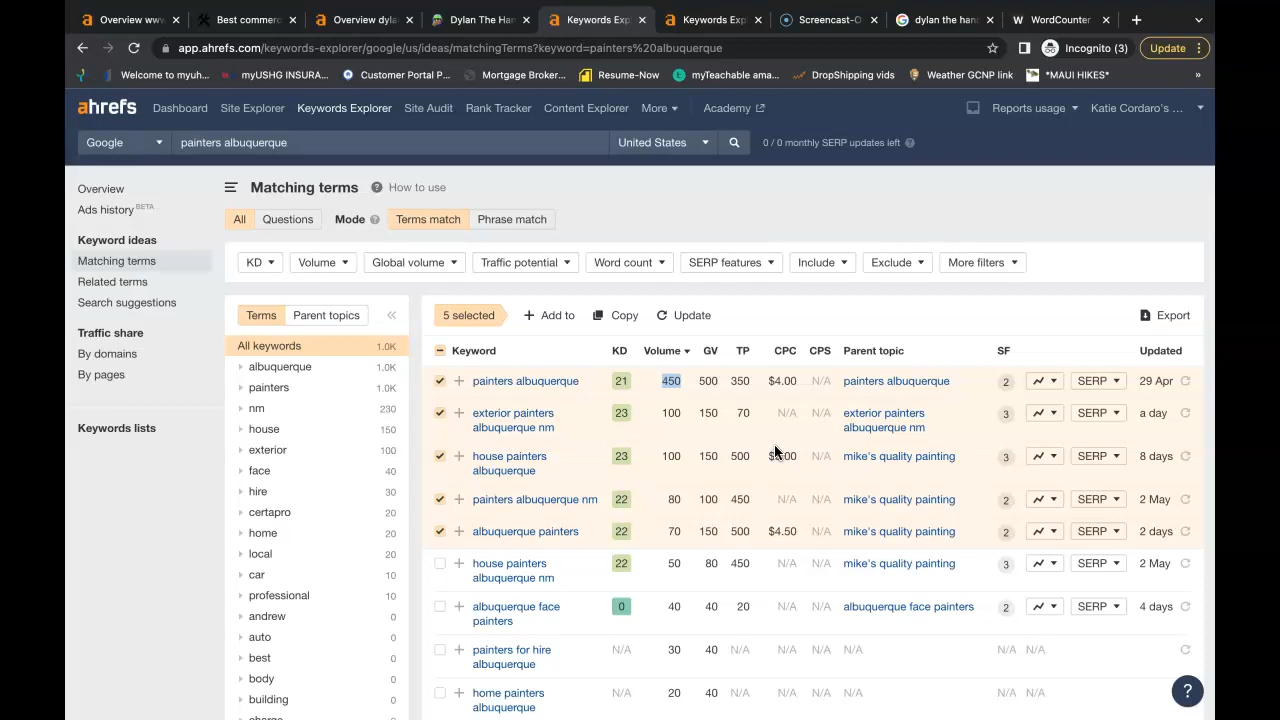 Overview www.
Best commerc
Overview dyla
Dylan The Han
Keywords Exp
Keywords Exp
Screencast-O
dylan the han
WordCounter
app.ahrefs.com/keywords-explorer/google/us/ideas/matchingTerms?keyword=painters%20albuquerque
Incognito (3)
Update
Welcome to myuh...
myUSHG INSURA...
Customer Portal P...
Mortgage Broker...
Resume-Now
myTeachable ama...
DropShipping vids
Weather GCNP link
*MAUI HIKES*
»
ahrefs
Dashboard
Site Explorer
Keywords Explorer
Site Audit
Rank Tracker
Content Explorer
More
Academy
Reports usage
Katie Cordaro's ...
Google
painters albuquerque
United States
0 / 0 monthly SERP updates left
Overview
Ads history BETA
Keyword ideas
Matching terms
Related terms
Search suggestions
Traffic share
By domains
By pages
Keywords lists
Matching terms
? How to use
All
Questions
Mode ?
Terms match
Phrase match
KD
Volume
Global volume
Traffic potential
Word count
SERP features
Include
Exclude
More filters
Terms
Parent topics
All keywords 1.0K
albuquerque 1.0K
painters 1.0K
nm 230
house 150
exterior 100
face 40
hire 30
certapro 20
home 20
local 20
car 10
professional 10
andrew 0
auto 0
best 0
body 0
building 0
5 selected
Add to
Copy
Update
Export
Keyword KD Volume GV TP CPC CPS Parent topic SF Updated
painters albuquerque 21 450 500 350 $4.00 N/A painters albuquerque 2 SERP 29 Apr
exterior painters 23 100 150 70 N/A N/A exterior painters 3 SERP a day
albuquerque nm albuquerque nm
house painters 23 100 150 500 N/A mike's quality painting 3 SERP 8 days
albuquerque
painters albuquerque nm 22 80 100 450 N/A N/A mike's quality painting 2 SERP 2 May
albuquerque painters 22 70 150 500 $4.50 N/A mike's quality painting 2 SERP 2 days
house painters 22 50 80 450 N/A N/A mike's quality painting 3 SERP 2 May
albuquerque nm
albuquerque face 0 40 40 20 N/A N/A albuquerque face painters 2 SERP 4 days
painters
painters for hire N/A 30 40 N/A N/A N/A N/A N/A N/A
albuquerque
home painters N/A 20 40 N/A N/A N/A N/A N/A N/A
albuquerque
?